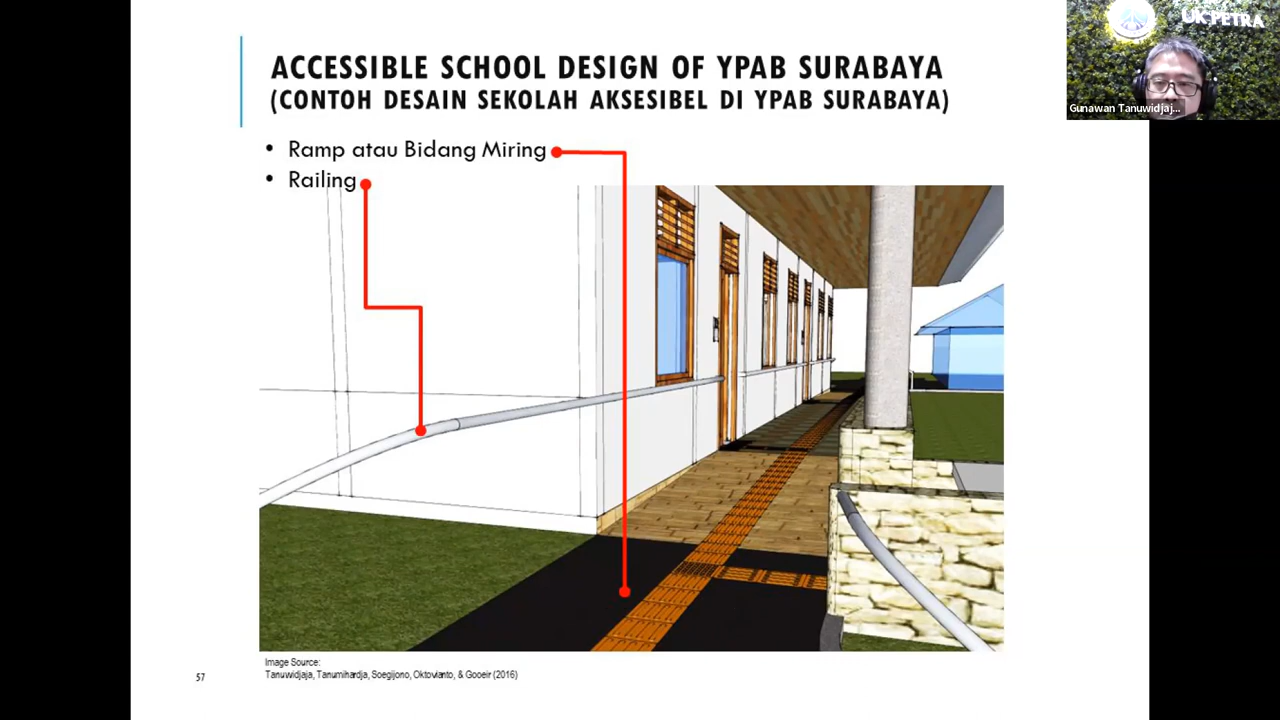 ACCESSIBLE SCHOOL DESIGN OF YPAB SURABAYA
(CONTOH DESAIN SEKOLAH AKSESIBEL DI YPAB SURABAYA)
• Ramp atau Bidang Miring
• Railing
Image Source:
Tanuwidjaja, Tanumihardja, Soegijono, Oktovianto, & Gooeir (2016)
57
UK PETRA
Gunawan Tanuwidjaj...